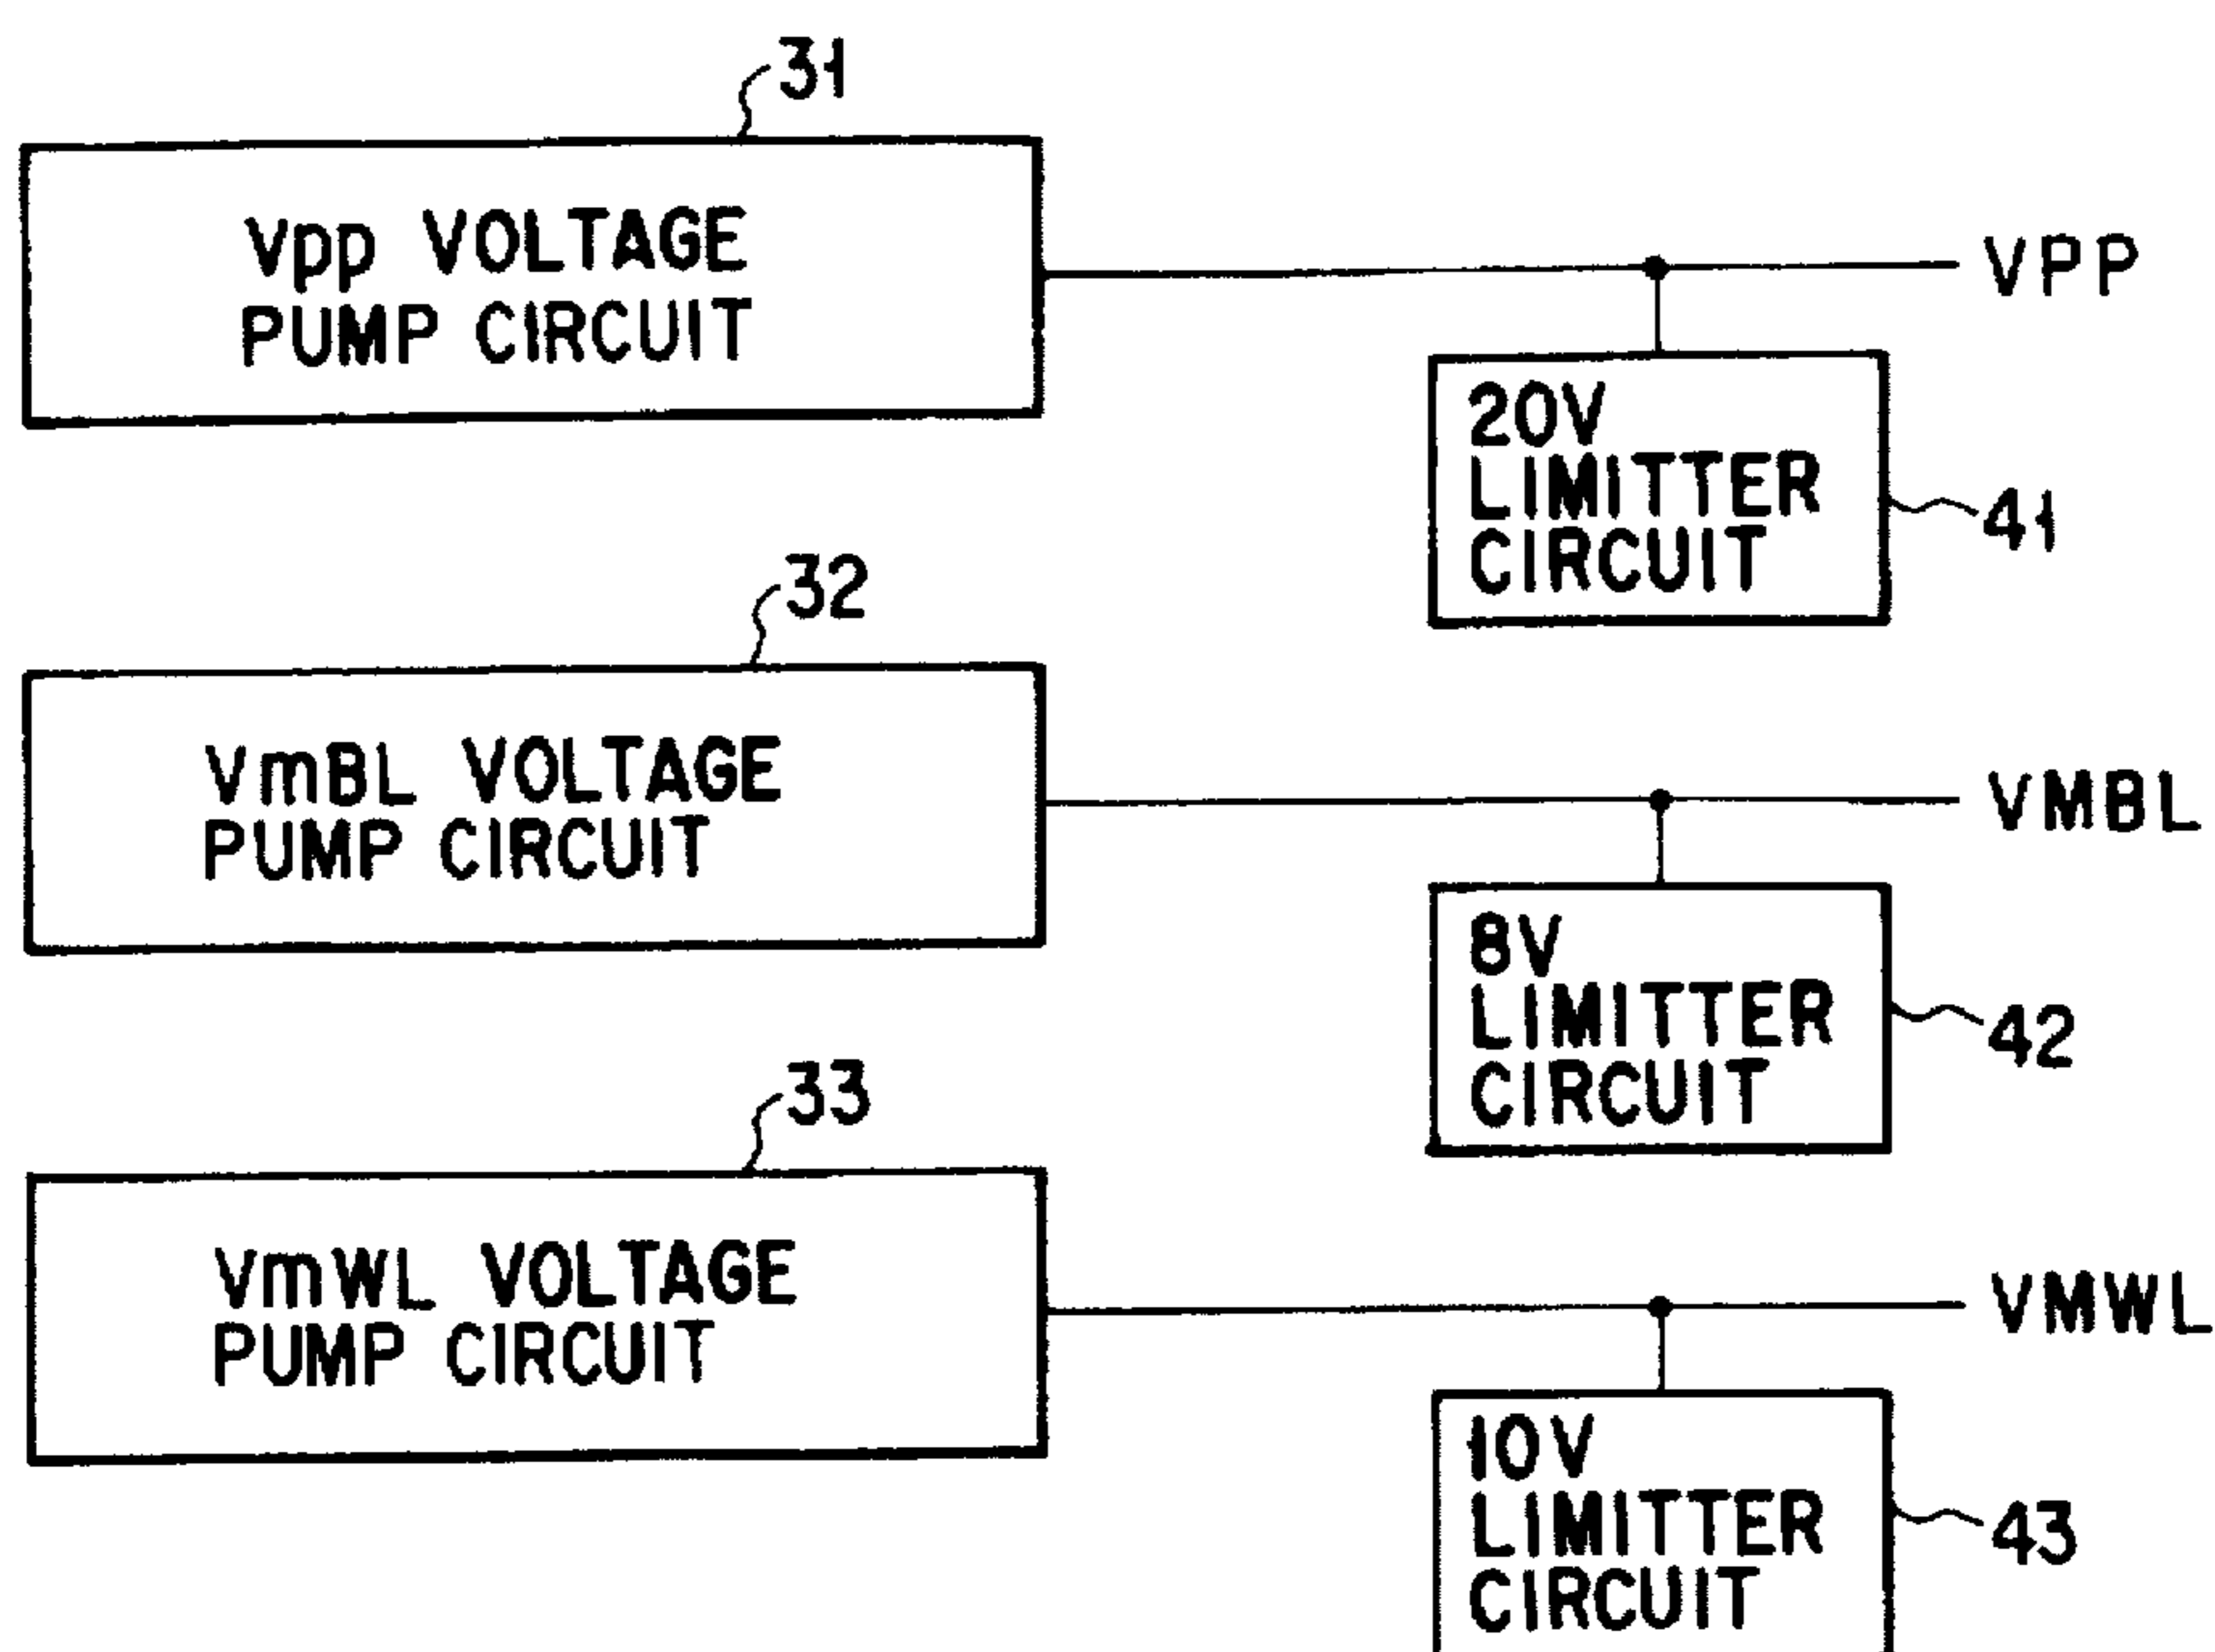 31
Vpp VOLTAGE
PUMP CIRCUIT
VPP
20V
LIMITTER
CIRCUIT
41
32
VmBL VOLTAGE
PUMP CIRCUIT
VMBL
8V
LIMITTER
CIRCUIT
42
33
VmWL VOLTAGE
PUMP CIRCUIT
VMWL
10V
LIMITTER
CIRCUIT
43